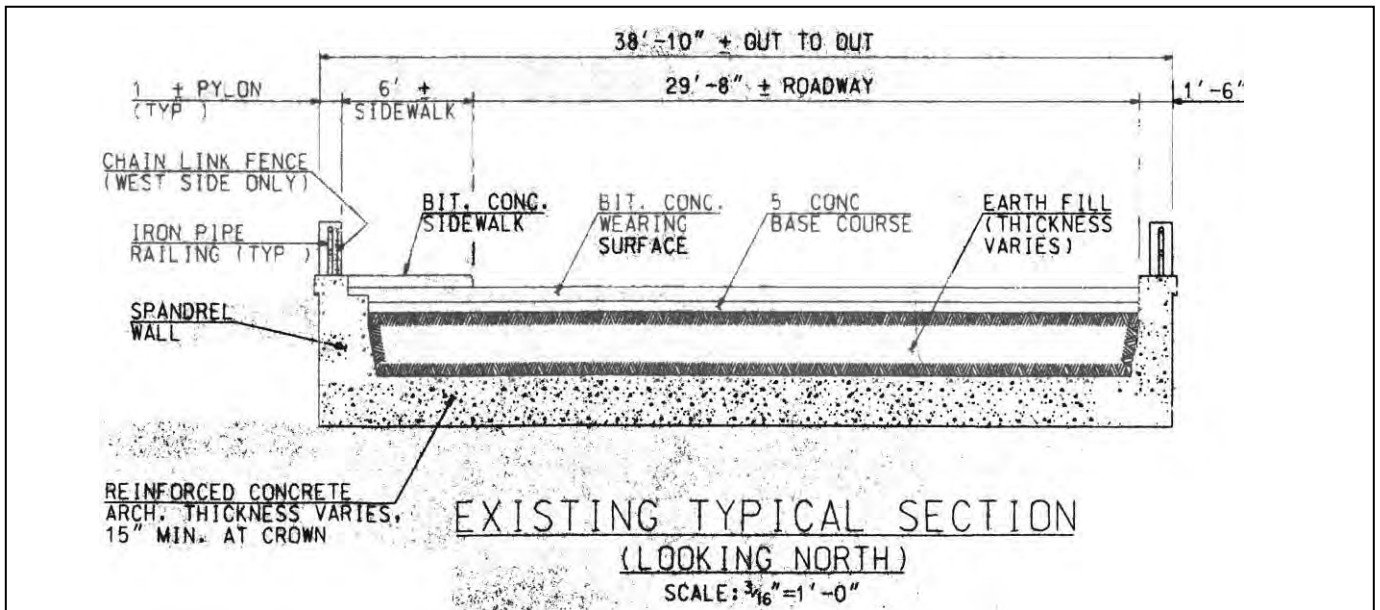 38'-10" ± OUT TO OUT
1 ± PYLON
(TYP )
6' ±
SIDEWALK
29'-8" ± ROADWAY
1'-6"
CHAIN LINK FENCE
(WEST SIDE ONLY)
BIT. CONC.
SIDEWALK
BIT. CONC.
WEARING
SURFACE
5 CONC
BASE COURSE
EARTH FILL
(THICKNESS
VARIES)
IRON PIPE
RAILING (TYP )
SPANDREL
WALL
REINFORCED CONCRETE
ARCH. THICKNESS VARIES,
15" MIN. AT CROWN
EXISTING TYPICAL SECTION
(LOOKING NORTH)
SCALE: 3/16"=1'-0"